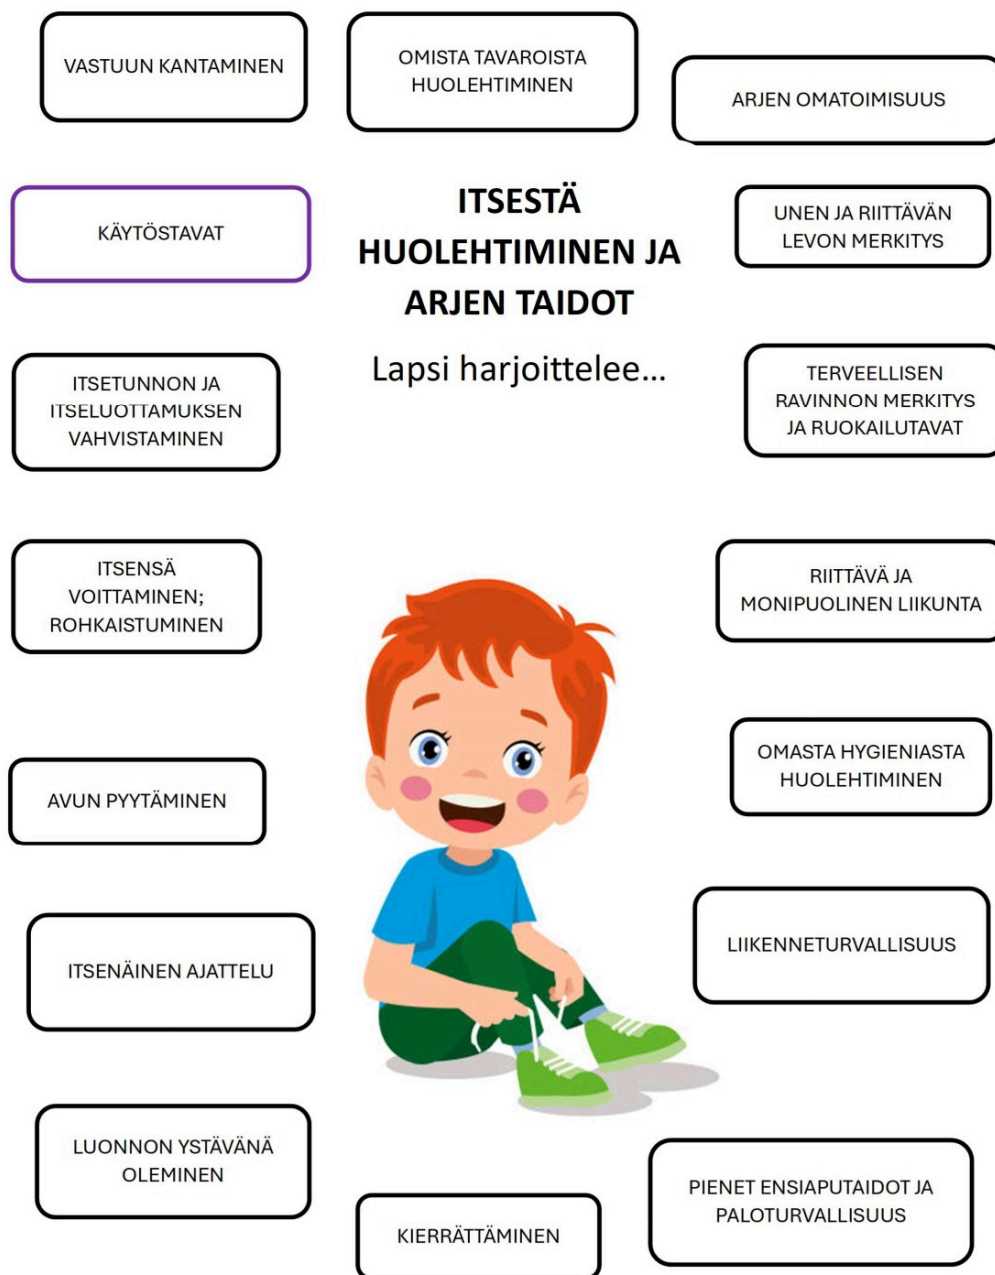 VASTUUN KANTAMINEN
OMISTA TAVAROISTA
HUOLEHTIMINEN
ARJEN OMATOIMISUUS
KÄYTÖSTAVAT
ITSESTÄ
HUOLEHTIMINEN JA
ARJEN TAIDOT
Lapsi harjoittelee...
UNEN JA RIITTÄVÄN
LEVON MERKITYS
ITSETUNNON JA
ITSELUOTTAMUKSEN
VAHVISTAMINEN
TERVEELLISEN
RAVINNON MERKITYS
JA RUOKAILUTAVAT
ITSENSÄ
VOITTAMINEN;
ROHKAISTUMINEN
RIITTÄVÄ JA
MONIPUOLINEN LIIKUNTA
AVUN PYYTÄMINEN
OMASTA HYGIENIASTA
HUOLEHTIMINEN
ITSENÄINEN AJATTELU
LIIKENNETURVALLISUUS
LUONNON YSTÄVÄNÄ
OLEMINEN
KIERRÄTTÄMINEN
PIENET ENSIAPUTAIDOT JA
PALOTURVALLISUUS